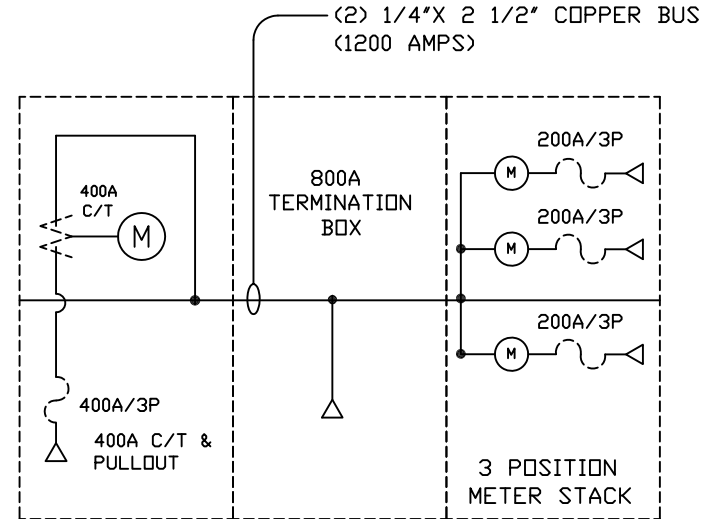 (2) 1/4"X 2 1/2" COPPER BUS
(1200 AMPS)
400A
C/T
M
400A/3P
400A C/T &
PULLOUT
800A
TERMINATION
BOX
200A/3P
M
200A/3P
M
200A/3P
M
3 POSITION
METER STACK